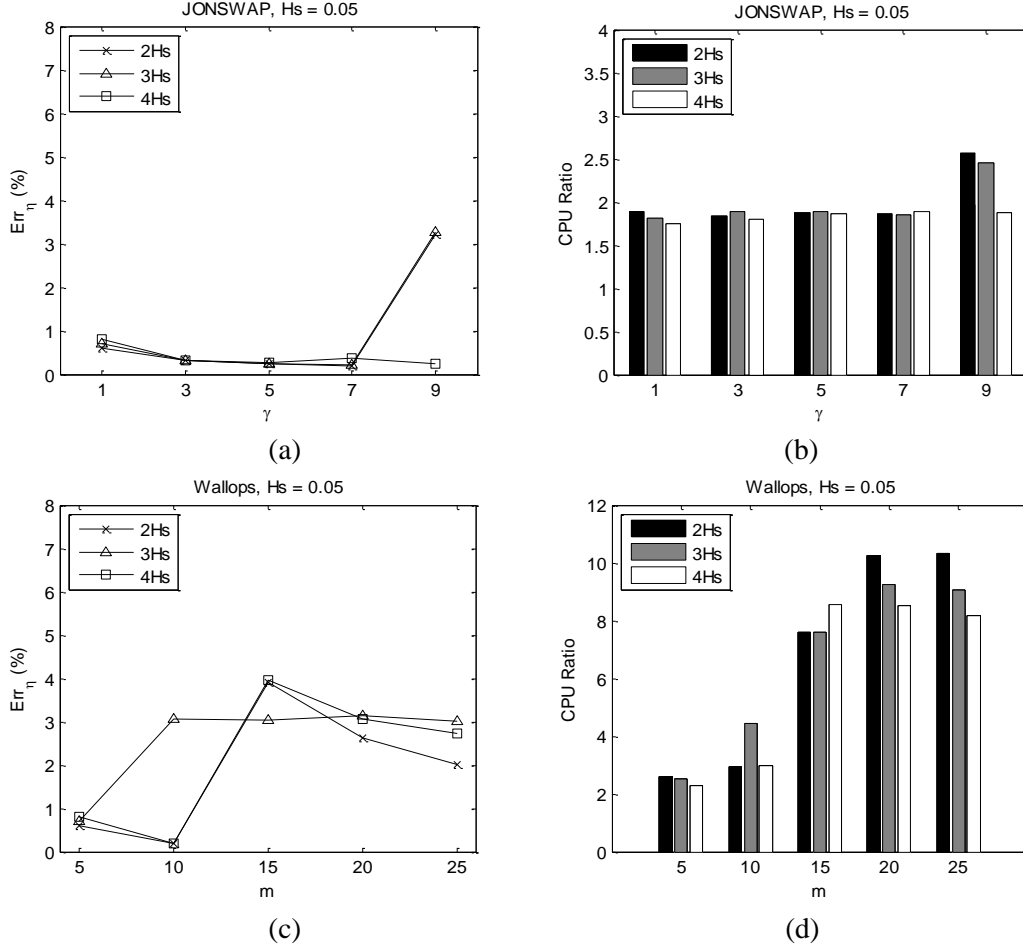 JONSWAP, Hs = 0.05
8
7
6
5
4
3
2
1
0
Err_η (%)
2Hs
3Hs
4Hs
1 3 5 7 9
γ
(a)
JONSWAP, Hs = 0.05
4
3.5
3
2.5
2
1.5
1
0.5
0
CPU Ratio
2Hs
3Hs
4Hs
1 3 5 7 9
γ
(b)
Wallops, Hs = 0.05
8
7
6
5
4
3
2
1
0
Err_η (%)
2Hs
3Hs
4Hs
5 10 15 20 25
m
(c)
Wallops, Hs = 0.05
12
10
8
6
4
2
0
CPU Ratio
2Hs
3Hs
4Hs
5 10 15 20 25
m
(d)